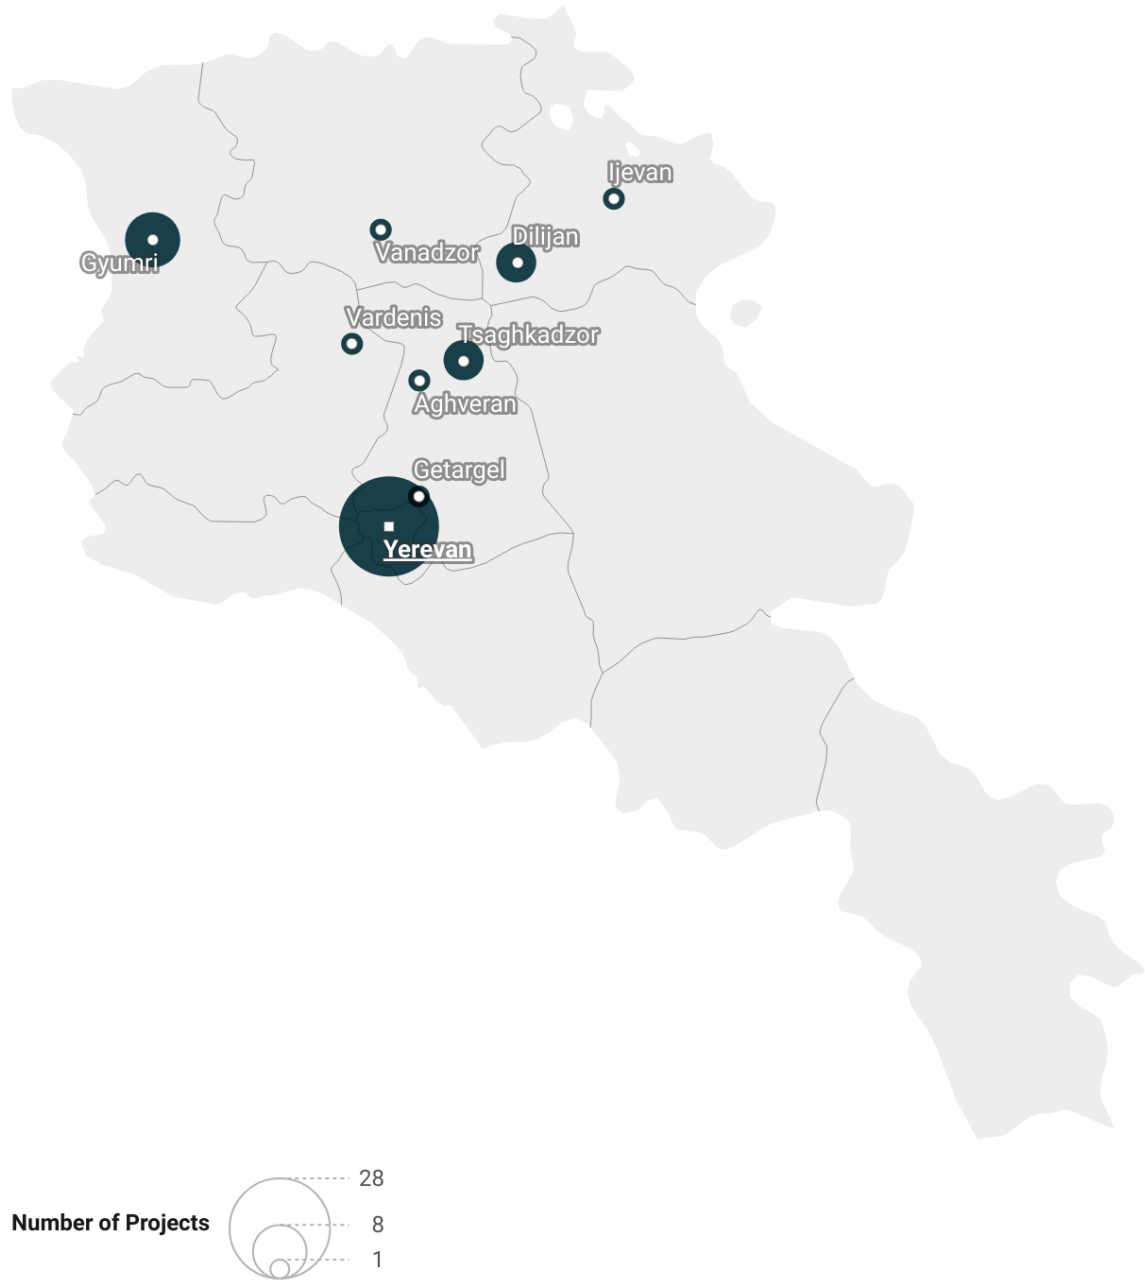 Ijevan
Dilijan
Vanadzor
Gyumri
Vardenis
Tsaghkadzor
Aghveran
Getargel
Yerevan
28
Number of Projects
8
1